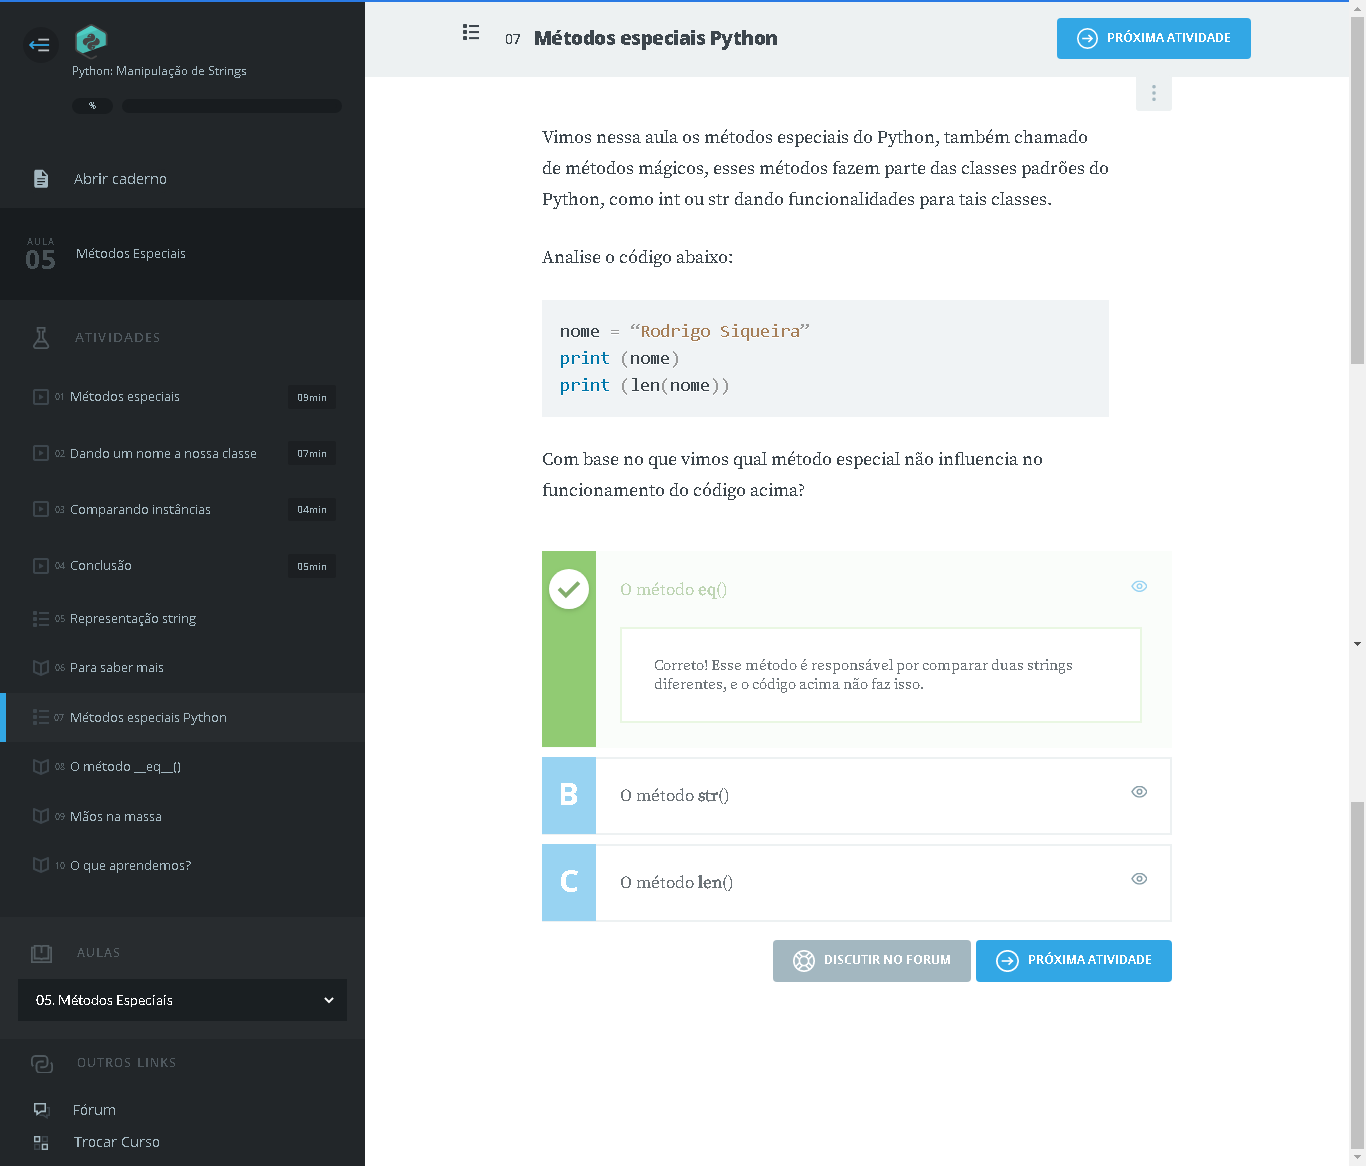 Python: Manipulação de Strings
%
Abrir caderno
AULA
05
Métodos Especiais
ATIVIDADES
01 Métodos especiais 09min
02 Dando um nome a nossa classe 07min
03 Comparando instâncias 04min
04 Conclusão 05min
05 Representação string
06 Para saber mais
07 Métodos especiais Python
08 O método __eq__()
09 Mãos na massa
10 O que aprendemos?
AULAS
05. Métodos Especiais
OUTROS LINKS
Fórum
Trocar Curso
07 Métodos especiais Python
PRÓXIMA ATIVIDADE
Vimos nessa aula os métodos especiais do Python, também chamado
de métodos mágicos, esses métodos fazem parte das classes padrões do
Python, como int ou str dando funcionalidades para tais classes.
Analise o código abaixo:
nome = “Rodrigo Siqueira”
print (nome)
print (len(nome))
Com base no que vimos qual método especial não influencia no
funcionamento do código acima?
O método eq()
Correto! Esse método é responsável por comparar duas strings
diferentes, e o código acima não faz isso.
B O método str()
C O método len()
DISCUTIR NO FORUM
PRÓXIMA ATIVIDADE